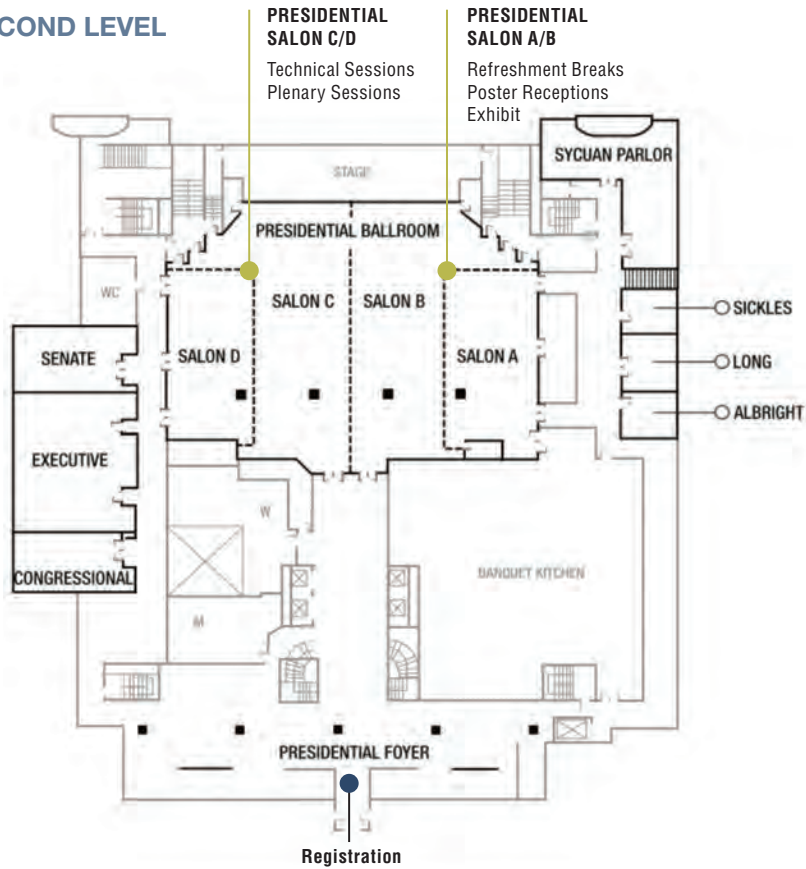 COND LEVEL
PRESIDENTIAL
SALON C/D
Technical Sessions
Plenary Sessions
PRESIDENTIAL
SALON A/B
Refreshment Breaks
Poster Receptions
Exhibit
SYCUAN PARLOR
STAGE
PRESIDENTIAL BALLROOM
WC
SALON C
SALON B
SICKLES
SENATE
SALON D
SALON A
LONG
ALBRIGHT
EXECUTIVE
W
BANQUET KITCHEN
CONGRESSIONAL
M
PRESIDENTIAL FOYER
Registration